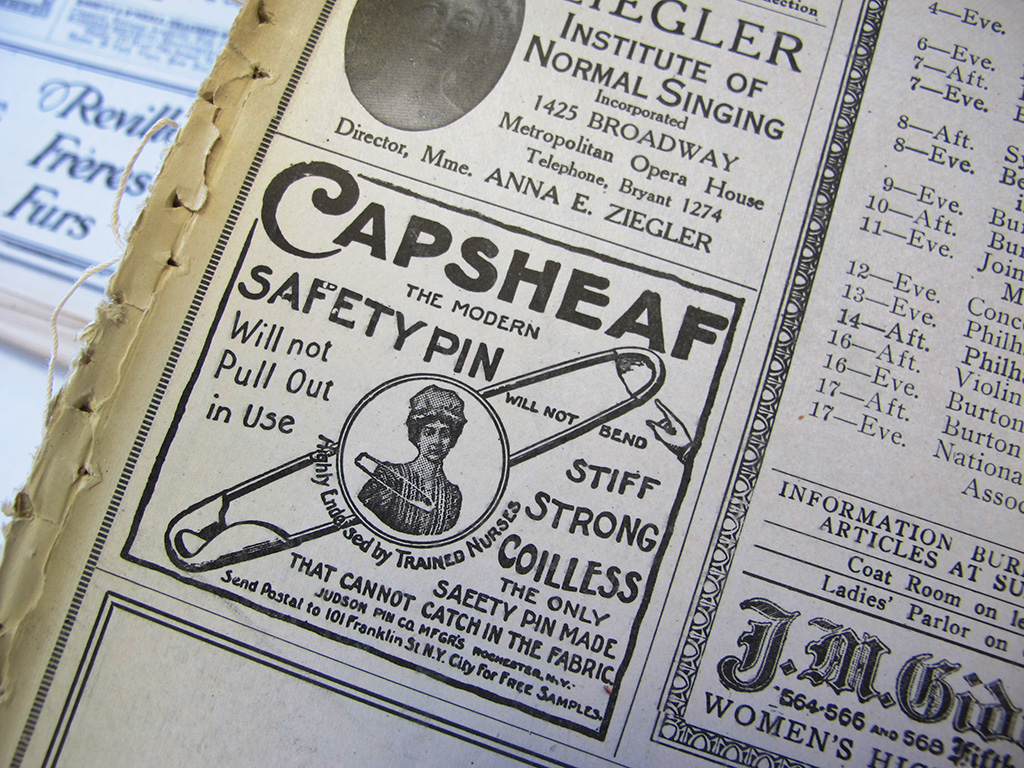 Frères
Furs
ZIEGLER
INSTITUTE OF
NORMAL SINGING
Incorporated
1425 BROADWAY
Metropolitan Opera House
Telephone, Bryant 1274
Director, Mme. ANNA E. ZIEGLER
CAPSHEAF
THE MODERN
SAFETY PIN
Will not
Pull Out
in Use
WILL NOT
BEND
STIFF
STRONG
COILLESS
Highly Endorsed by TRAINED NURSES
THE ONLY
SAFETY PIN MADE
THAT CANNOT CATCH IN THE FABRIC
JUDSON PIN CO. MFGR'S ROCHESTER, N.Y.
Send Postal to 101 Franklin St. N.Y. City For Free Samples.
4—Eve.
6—Eve.
7—Aft.
7—Eve.
8—Aft.
8—Eve.
9—Eve.
10—Aft.
11—Eve.
12—Eve.
13—Eve.
14—Aft.
16—Aft. Violin
16—Eve. Burton
17—Aft. Burton
17—Eve. National
INFORMATION
ARTICLES AT
Coat Room on
Ladies' Parlor on
J.M.
564-566 AND 568 Fifth
WOMEN'S